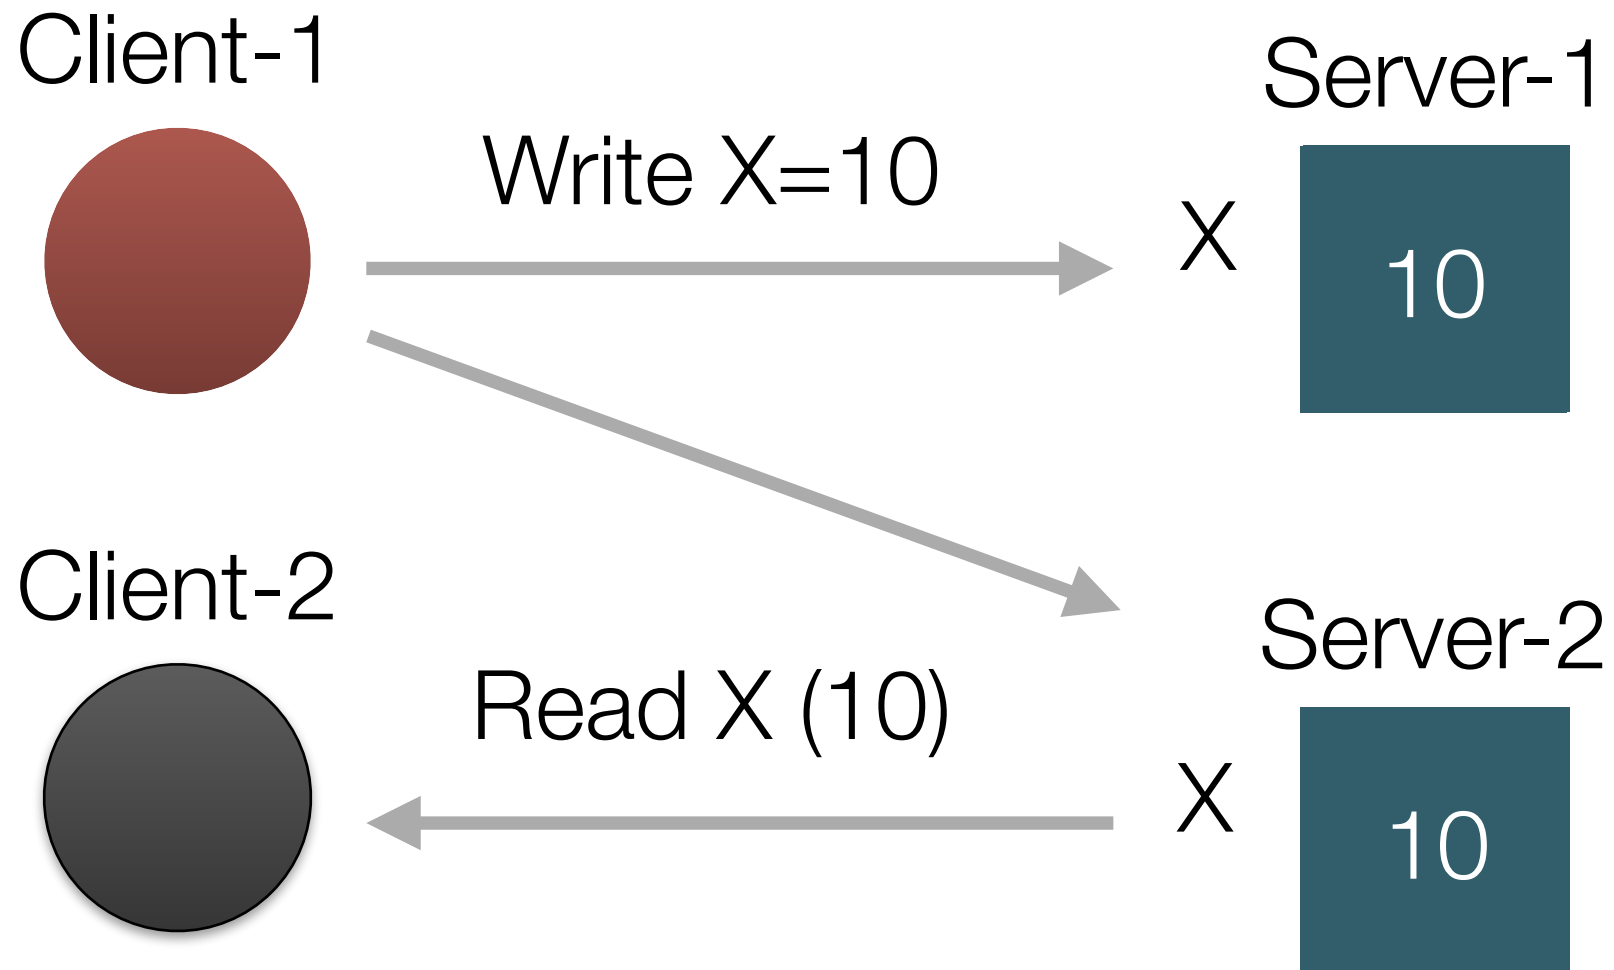 Client-1
Server-1
Write X=10
X
10
Client-2
Server-2
Read X (10)
X
10